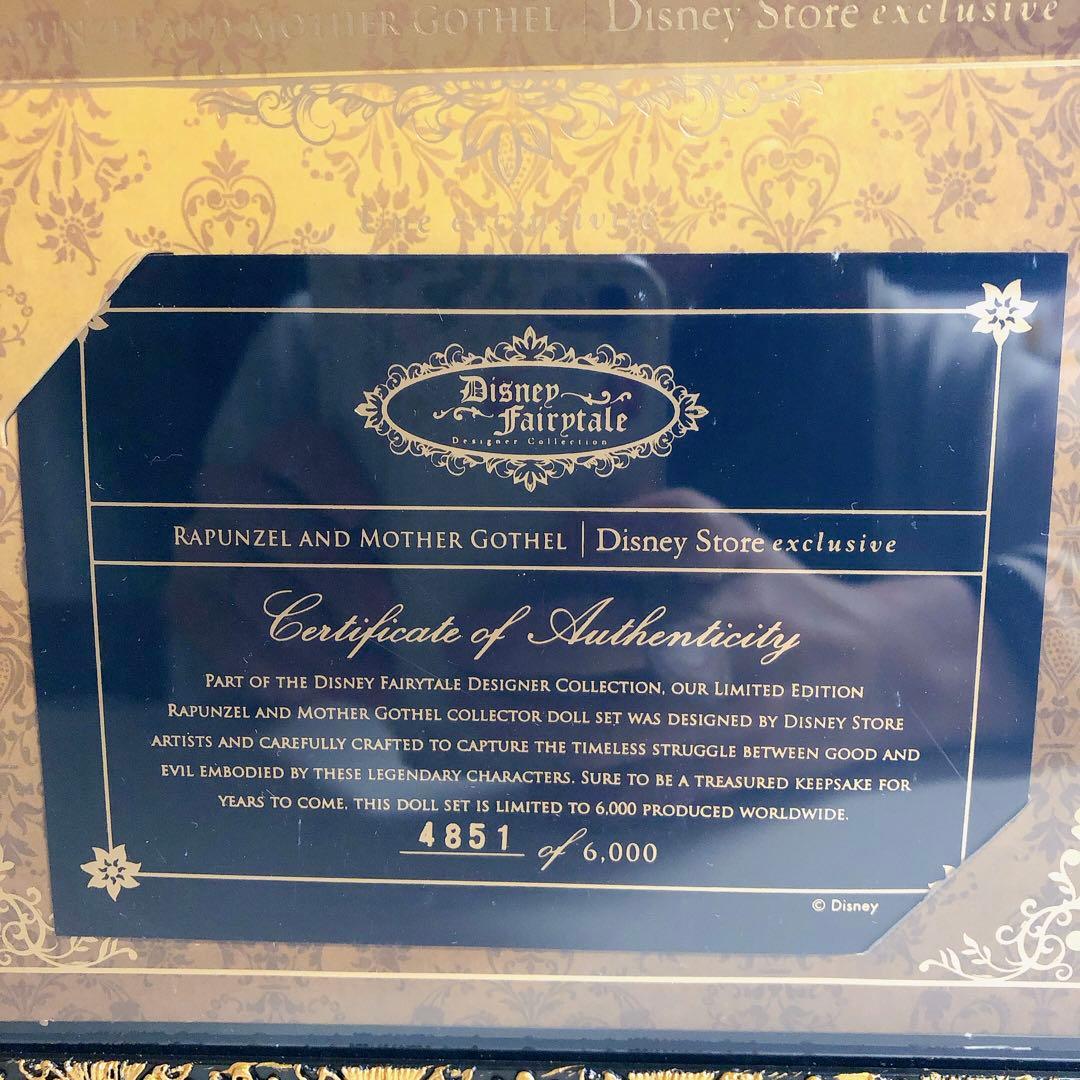 AND MOTHER GOTHEL | Disney Store exclusive
Disney
Fairytale
Designer Collection
RAPUNZEL AND MOTHER GOTHEL | Disney Store exclusive
Certificate of Authenticity
PART OF THE DISNEY FAIRYTALE DESIGNER COLLECTION, OUR LIMITED EDITION
RAPUNZEL AND MOTHER GOTHEL COLLECTOR DOLL SET WAS DESIGNED BY DISNEY STORE
ARTISTS AND CAREFULLY CRAFTED TO CAPTURE THE TIMELESS STRUGGLE BETWEEN GOOD AND
EVIL EMBODIED BY THESE LEGENDARY CHARACTERS. SURE TO BE A TREASURED KEEPSAKE FOR
YEARS TO COME, THIS DOLL SET IS LIMITED TO 6,000 PRODUCED WORLDWIDE.
4851 of 6,000
© Disney